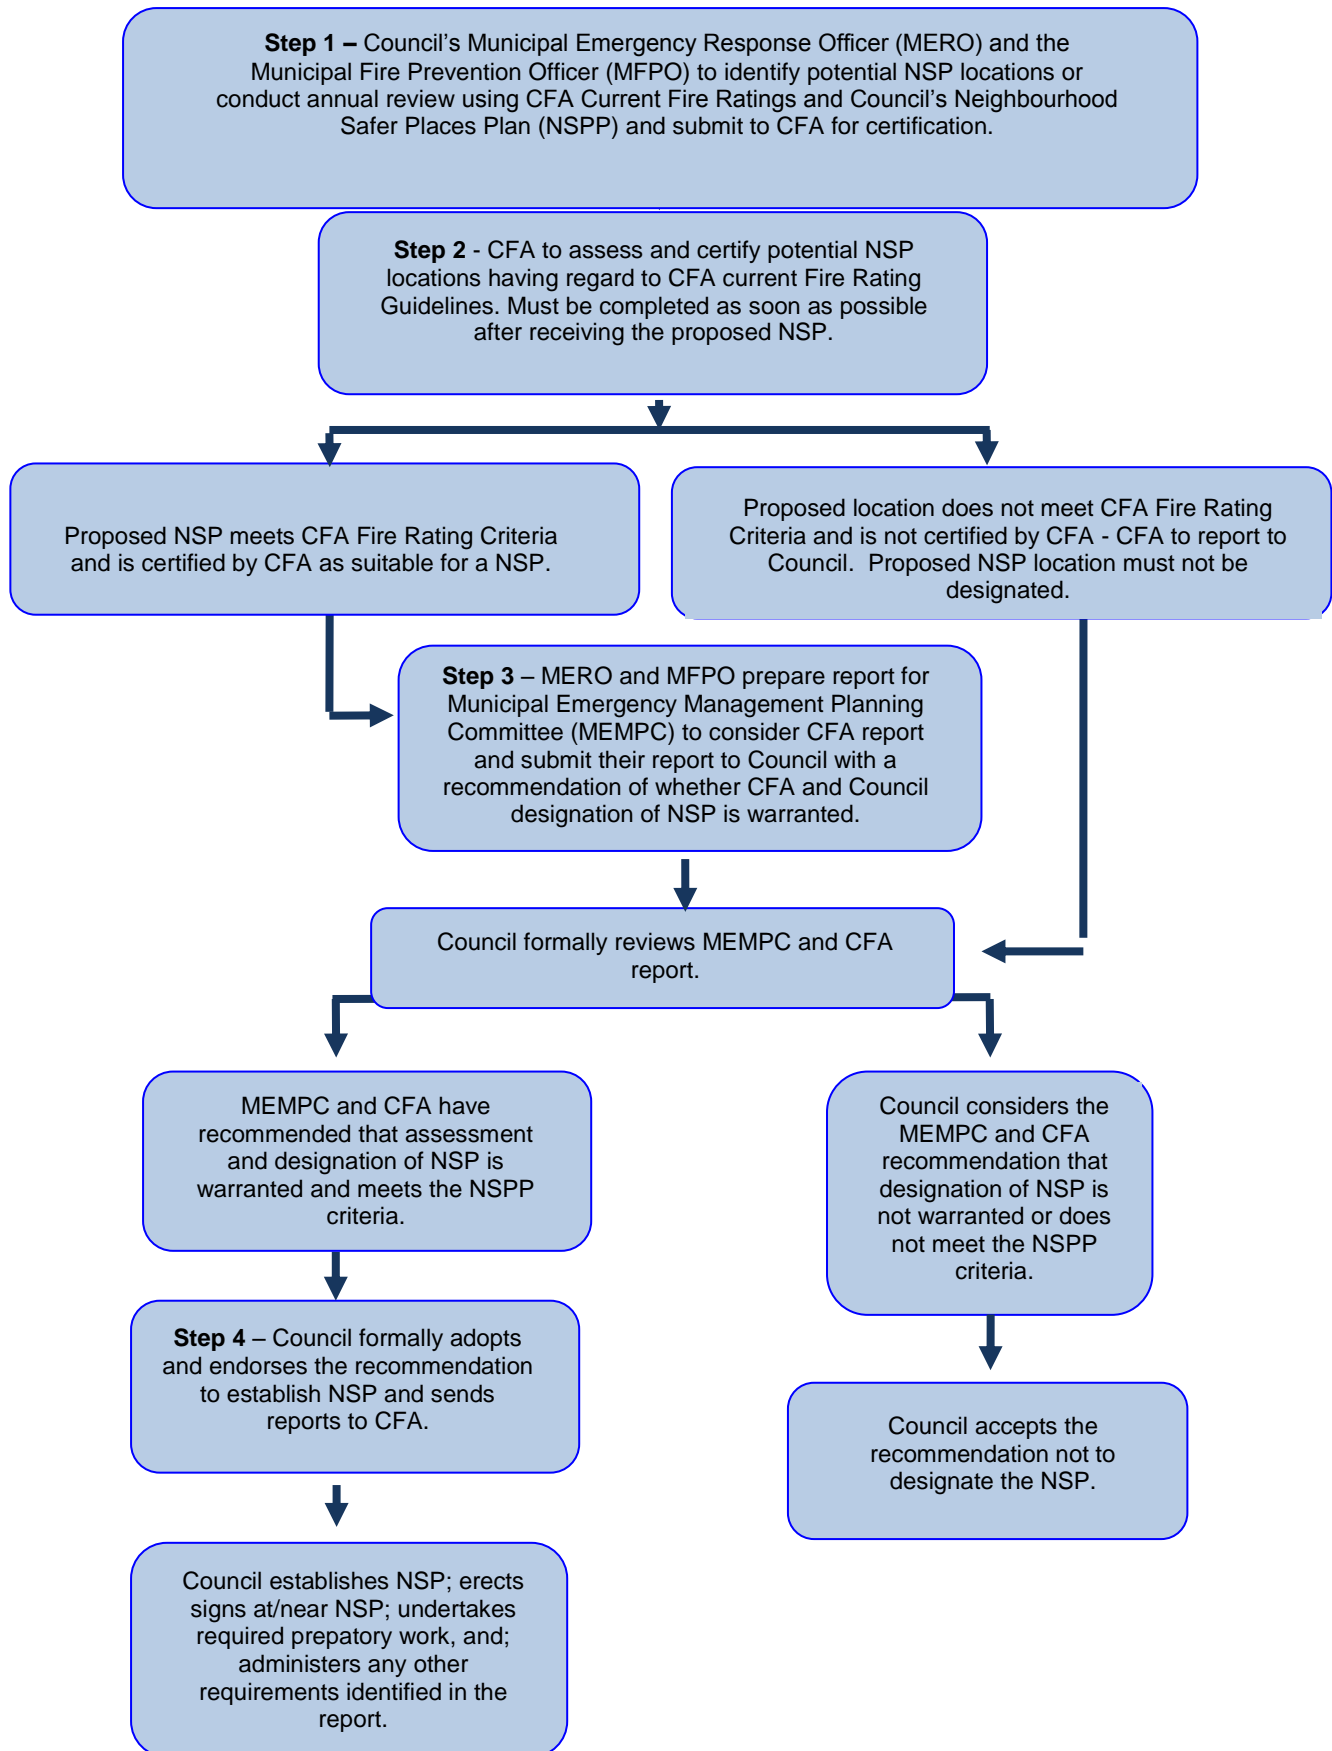 Step 1 – Council’s Municipal Emergency Response Officer (MERO) and the
Municipal Fire Prevention Officer (MFPO) to identify potential NSP locations or
conduct annual review using CFA Current Fire Ratings and Council’s Neighbourhood
Safer Places Plan (NSPP) and submit to CFA for certification.
Step 2 - CFA to assess and certify potential NSP
locations having regard to CFA current Fire Rating
Guidelines. Must be completed as soon as possible
after receiving the proposed NSP.
Proposed NSP meets CFA Fire Rating Criteria
and is certified by CFA as suitable for a NSP.
Proposed location does not meet CFA Fire Rating
Criteria and is not certified by CFA - CFA to report to
Council.  Proposed NSP location must not be
designated.
Step 3 – MERO and MFPO prepare report for
Municipal Emergency Management Planning
Committee (MEMPC) to consider CFA report
and submit their report to Council with a
recommendation of whether CFA and Council
designation of NSP is warranted.
Council formally reviews MEMPC and CFA
report.
MEMPC and CFA have
recommended that assessment
and designation of NSP is
warranted and meets the NSPP
criteria.
Council considers the
MEMPC and CFA
recommendation that
designation of NSP is
not warranted or does
not meet the NSPP
criteria.
Step 4 – Council formally adopts
and endorses the recommendation
to establish NSP and sends
reports to CFA.
Council accepts the
recommendation not to
designate the NSP.
Council establishes NSP; erects
signs at/near NSP; undertakes
required prepatory work, and;
administers any other
requirements identified in the
report.